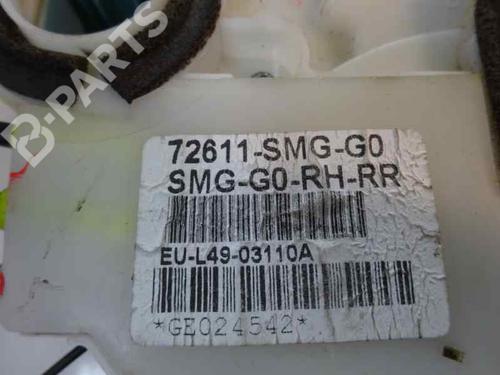 B-PARTS
72611-SMG-G0
SMG-G0-RH-RR
EU-L49-03110A
*GE024542*